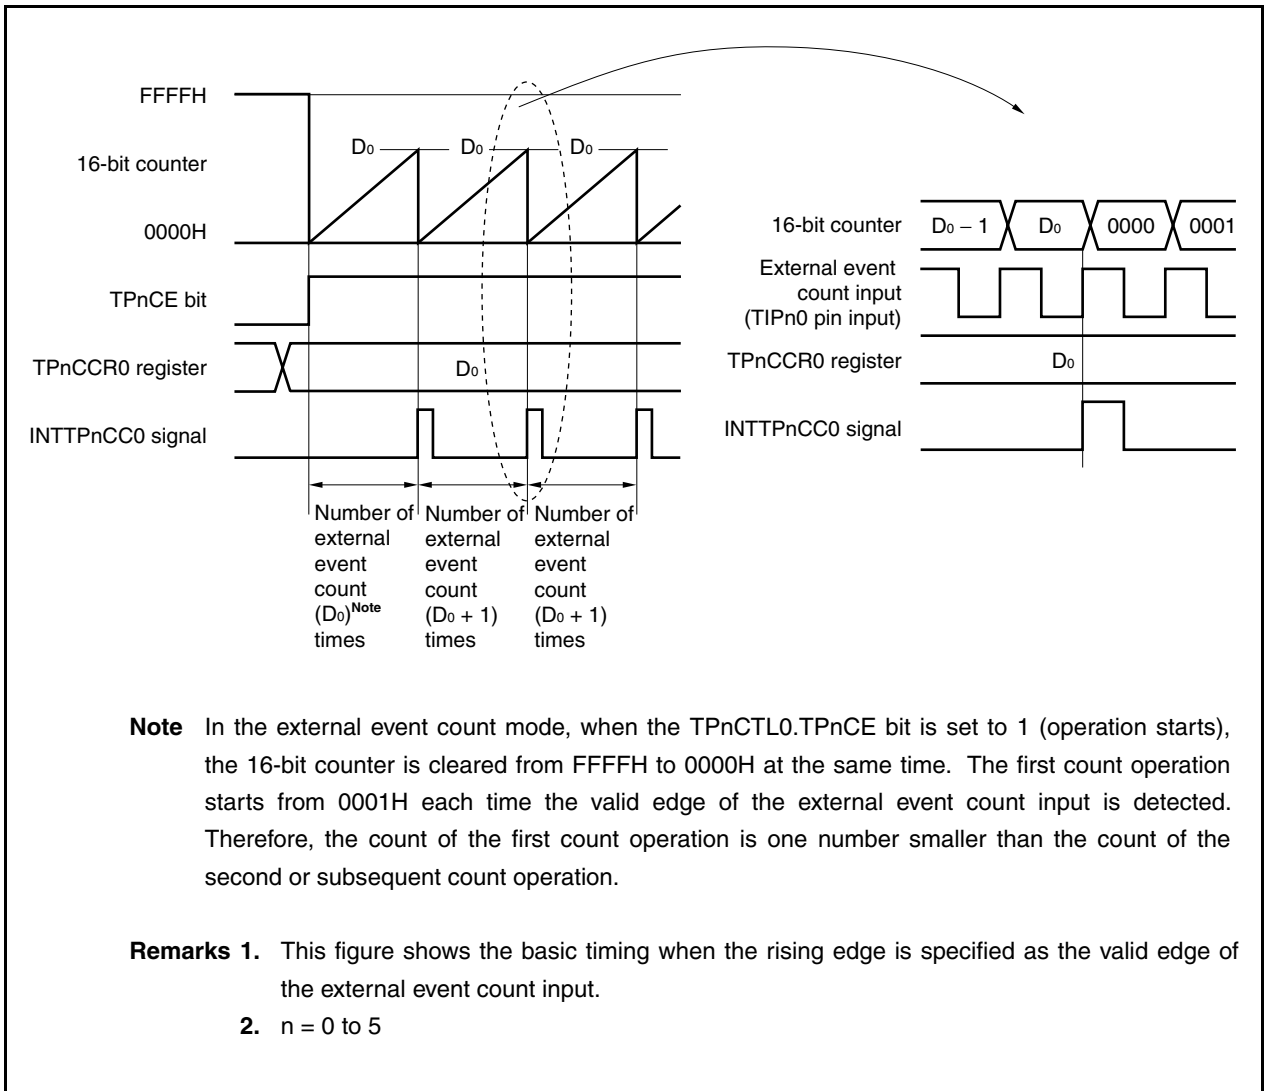 FFFFH
16-bit counter
0000H
D0 D0 D0
TPnCE bit
TPnCCR0 register
D0
INTTPnCC0 signal
Number of external event count (D0)Note times
Number of external event count (D0 + 1) times
Number of external event count (D0 + 1) times
16-bit counter
D0 − 1 D0 0000 0001
External event
count input
(TIPn0 pin input)
TPnCCR0 register
D0
INTTPnCC0 signal
Note In the external event count mode, when the TPnCTL0.TPnCE bit is set to 1 (operation starts),
the 16-bit counter is cleared from FFFFH to 0000H at the same time. The first count operation
starts from 0001H each time the valid edge of the external event count input is detected.
Therefore, the count of the first count operation is one number smaller than the count of the
second or subsequent count operation.
Remarks 1. This figure shows the basic timing when the rising edge is specified as the valid edge of
the external event count input.
2. n = 0 to 5